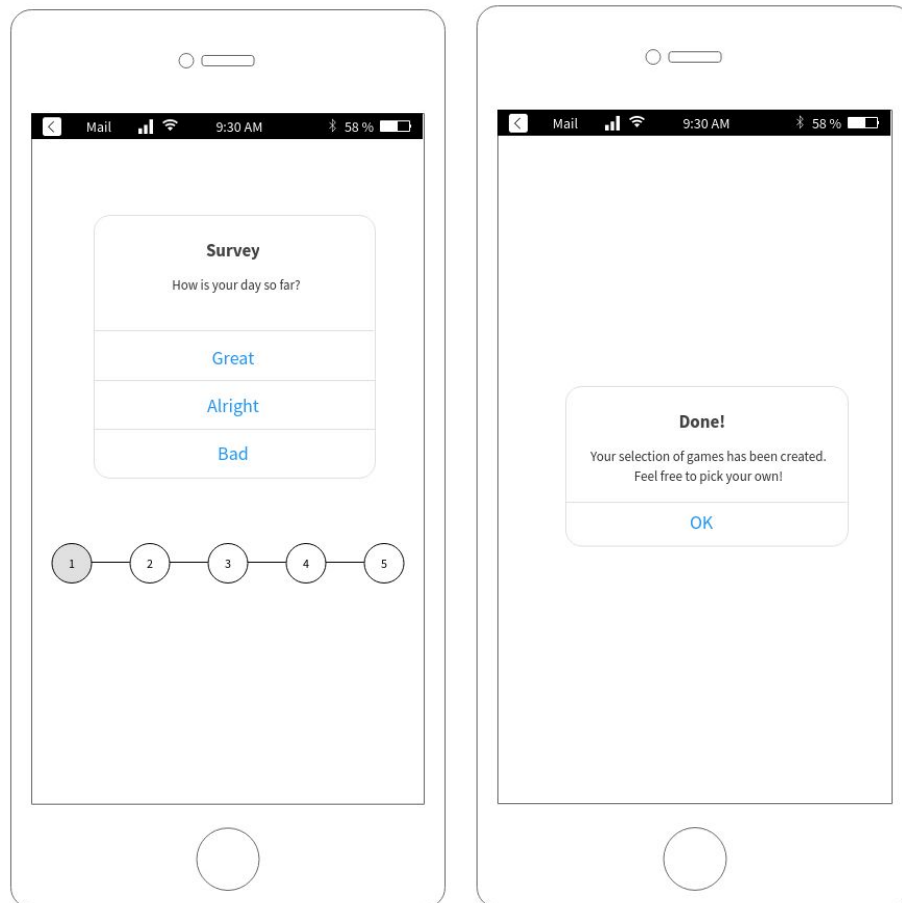 Mail 9:30 AM 58 %
Survey
How is your day so far?
Great
Alright
Bad
1 2 3 4 5
Mail 9:30 AM 58 %
Done!
Your selection of games has been created.
Feel free to pick your own!
OK